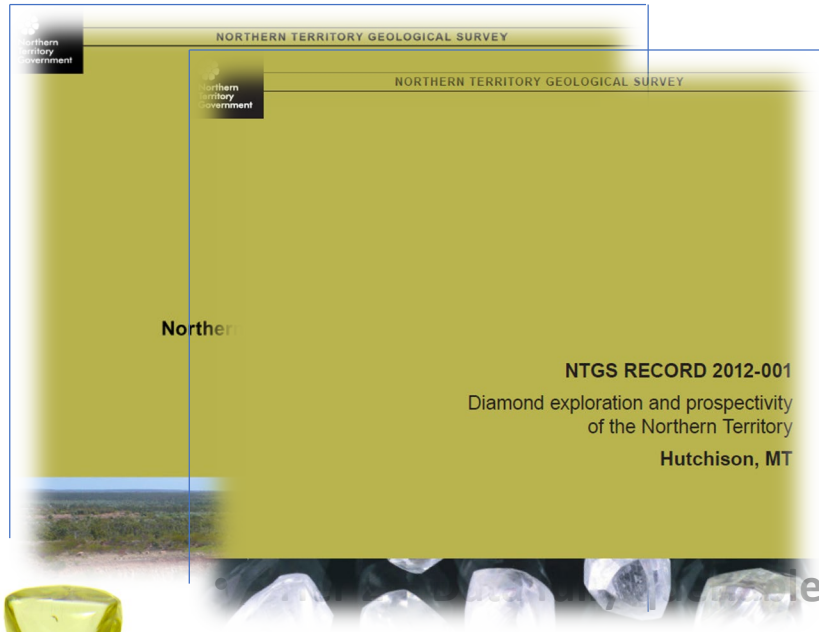 Northern
Territory
Government
NORTHERN TERRITORY GEOLOGICAL SURVEY
Northern
Territory
Government
NORTHERN TERRITORY GEOLOGICAL SURVEY
Norther
NTGS RECORD 2012-001
Diamond exploration and prospectivity
of the Northern Territory
Hutchison, MT